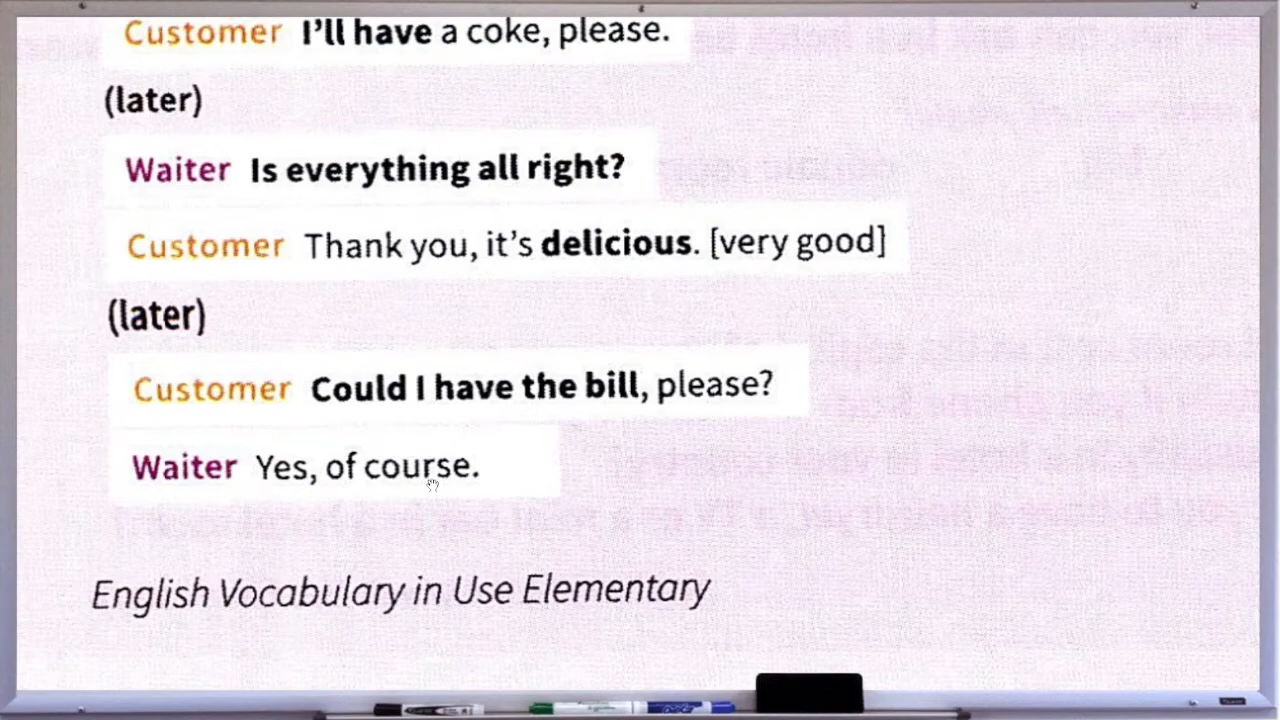 Customer I’ll have a coke, please.
(later)
Waiter Is everything all right?
Customer Thank you, it’s delicious. [very good]
(later)
Customer Could I have the bill, please?
Waiter Yes, of course.
English Vocabulary in Use Elementary